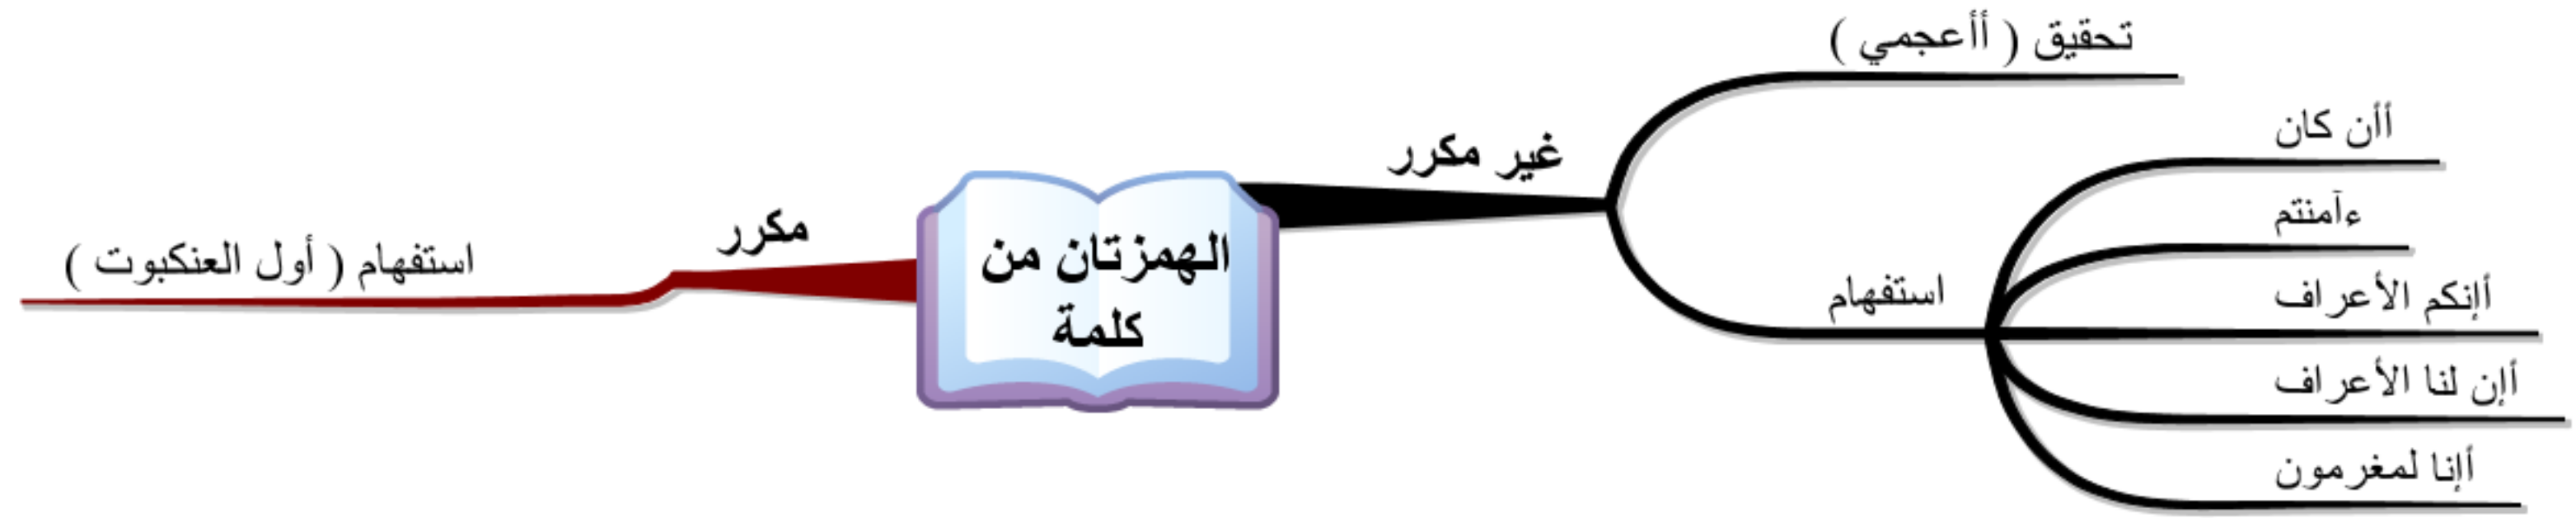 الهمزتان من
كلمة
غير مكرر
تحقيق ( أأعجمي )
استفهام
أأن كان
ءآمنتم
أإنكم الأعراف
أإن لنا الأعراف
أإنا لمغرمون
مكرر
استفهام ( أول العنكبوت )